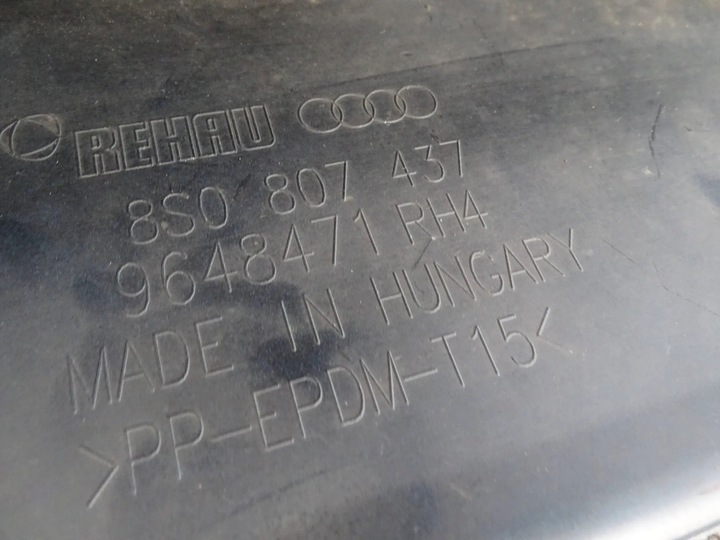 REHAU
8S0 807 437
9648471 RH4
MADE IN HUNGARY
>PP-EPDM-T15<